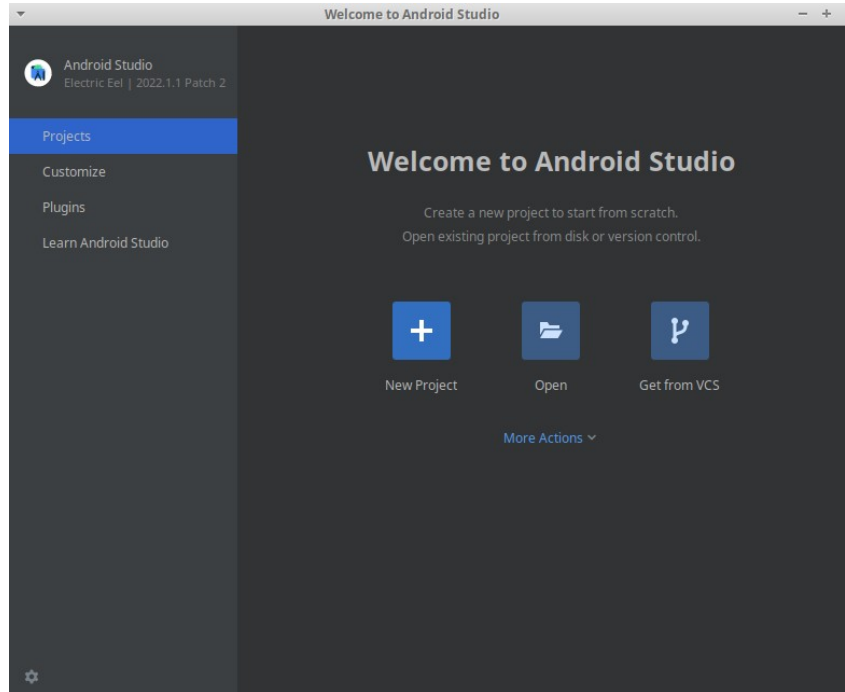 Welcome to Android Studio
Android Studio
Electric Eel | 2022.1.1 Patch 2
Projects
Customize
Plugins
Learn Android Studio
Welcome to Android Studio
Create a new project to start from scratch.
Open existing project from disk or version control.
New Project
Open
Get from VCS
More Actions